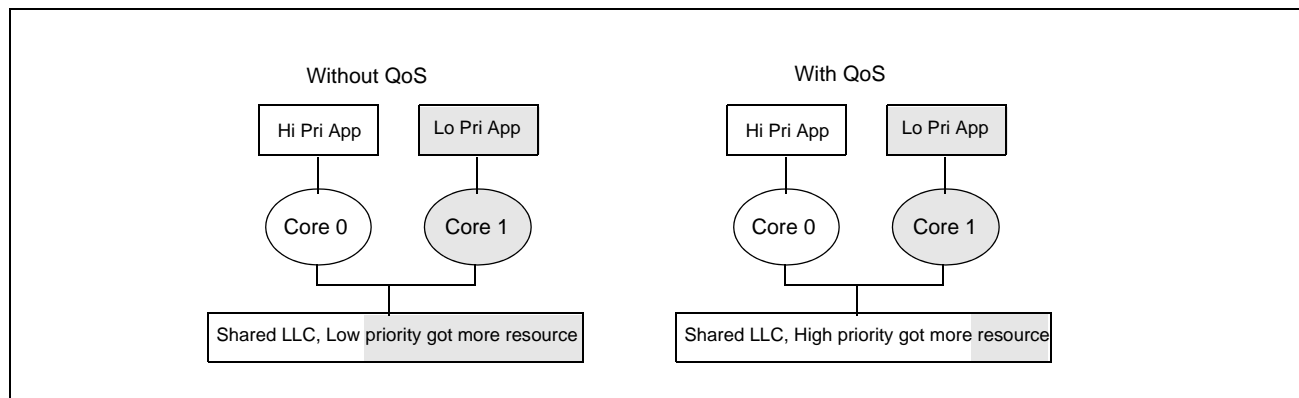 Without QoS
Hi Pri App
Lo Pri App
Core 0
Core 1
Shared LLC, Low priority got more resource
With QoS
Hi Pri App
Lo Pri App
Core 0
Core 1
Shared LLC, High priority got more resource